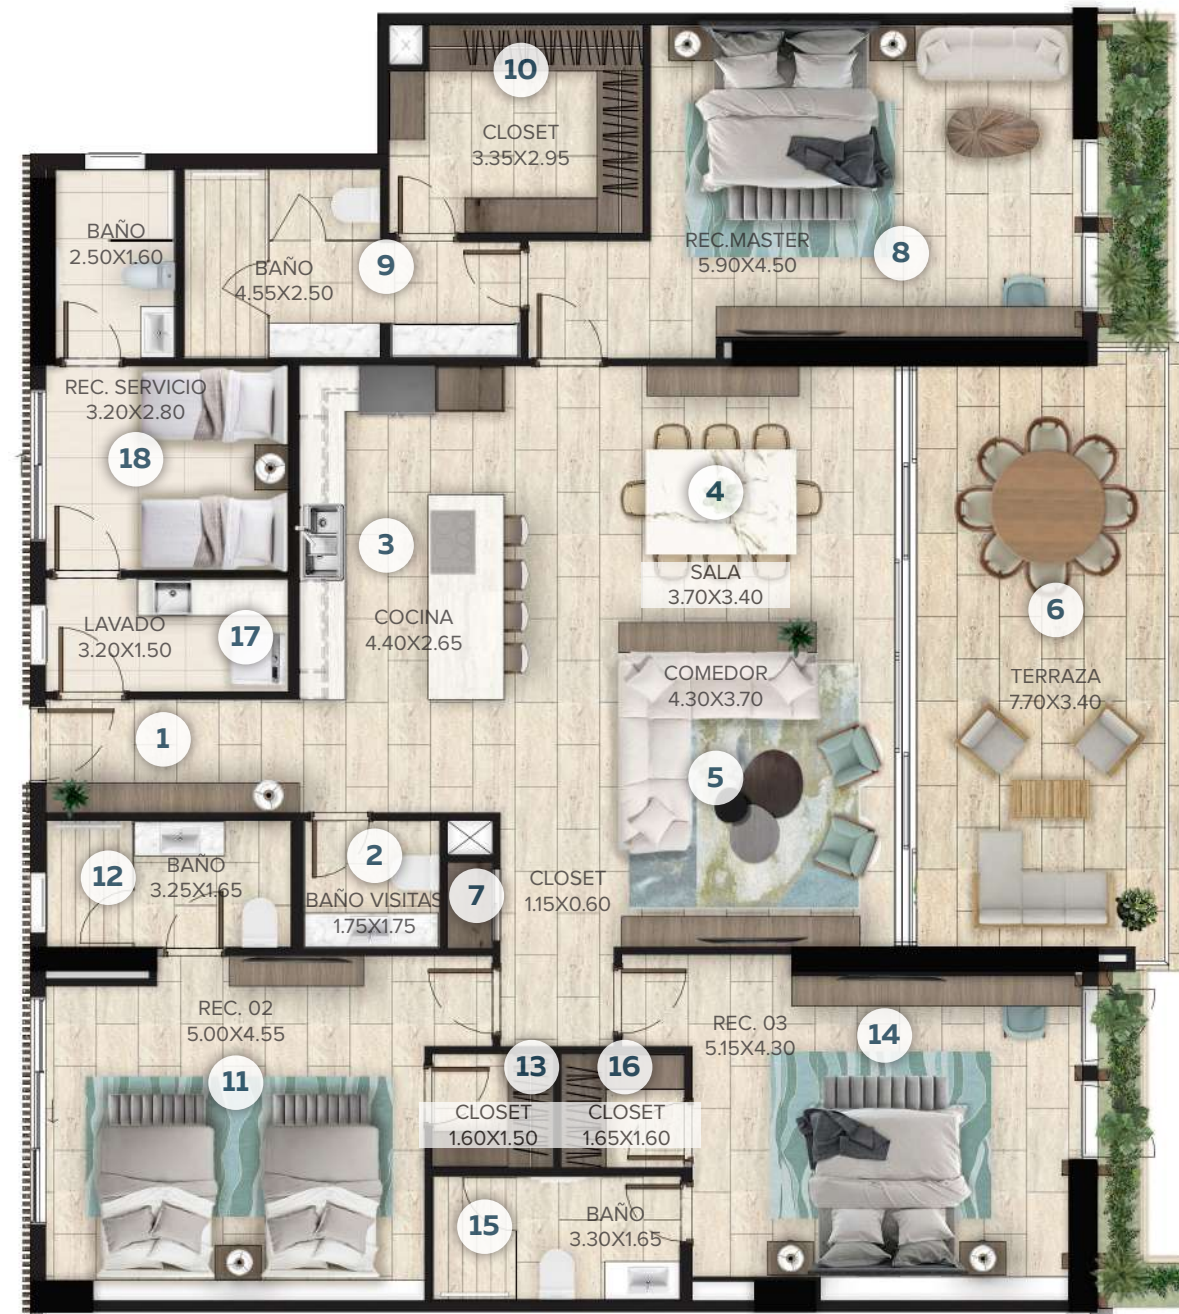 10
CLOSET
3.35X2.95
BAÑO
2.50X1.60
9
BAÑO
4.55X2.50
REC.MASTER
5.90X4.50
8
REC. SERVICIO
3.20X2.80
18
3
COCINA
4.40X2.65
4
SALA
3.70X3.40
6
TERRAZA
7.70X3.40
LAVADO
3.20X1.50
17
COMEDOR
4.30X3.70
5
1
12
BAÑO
3.25X1.65
2
BAÑO VISITAS
1.75X1.75
7
CLOSET
1.15X0.60
REC. 02
5.00X4.55
11
13
CLOSET
1.60X1.50
16
CLOSET
1.65X1.60
REC. 03
5.15X4.30
14
15
BAÑO
3.30X1.65